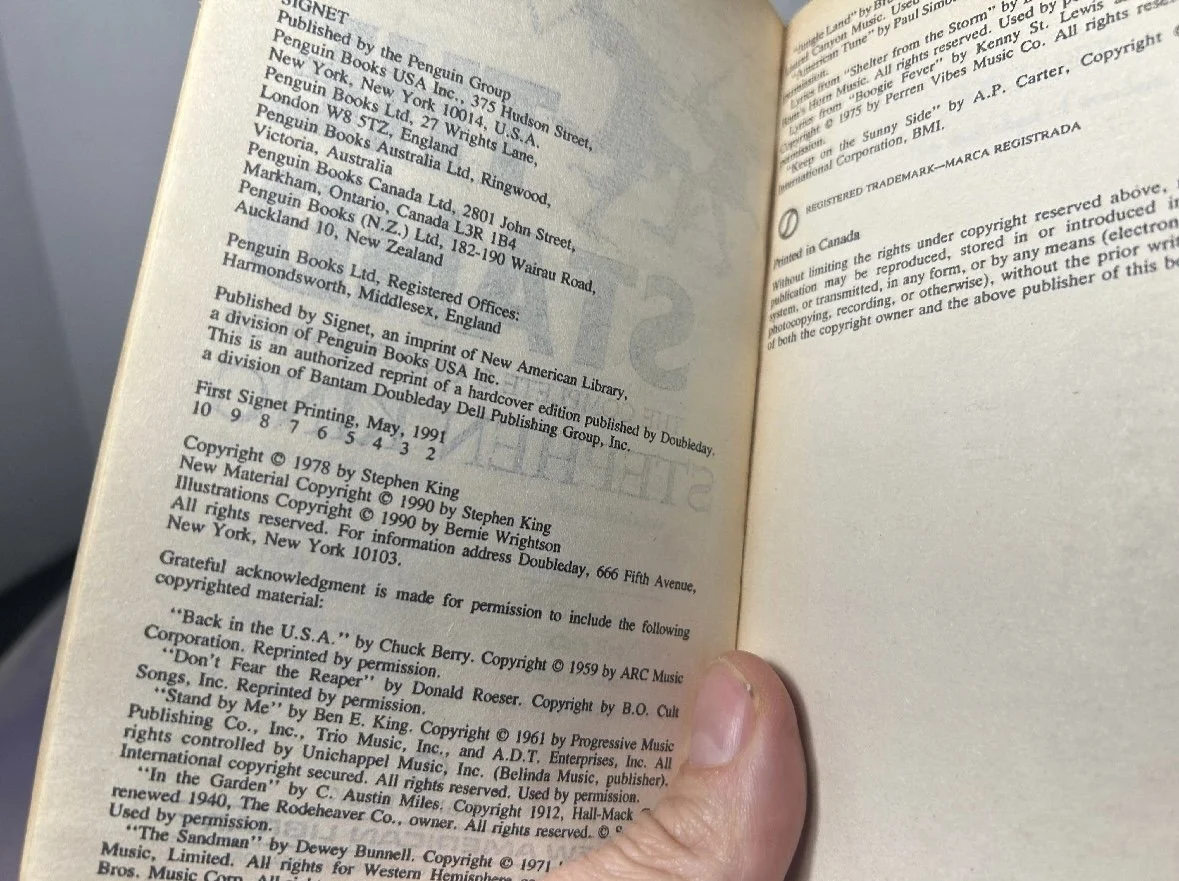 SIGNET
Published by the Penguin Group
Penguin Books USA Inc., 375 Hudson Street,
New York, New York 10014, U.S.A.
Penguin Books Ltd, 27 Wrights Lane,
London W8 5TZ, England
Penguin Books Australia Ltd, Ringwood,
Victoria, Australia
Penguin Books Canada Ltd, 2801 John Street,
Markham, Ontario, Canada L3R 1B4
Penguin Books (N.Z.) Ltd, 182-190 Wairau Road,
Auckland 10, New Zealand
Penguin Books Ltd, Registered Offices:
Harmondsworth, Middlesex, England
Published by Signet, an imprint of New American Library,
a division of Penguin Books USA Inc.
This is an authorized reprint of a hardcover edition published by Doubleday,
a division of Bantam Doubleday Dell Publishing Group, Inc.
First Signet Printing, May, 1991
10 9 8 7 6 5 4 3 2
Copyright © 1978 by Stephen King
New Material Copyright © 1990 by Stephen King
Illustrations Copyright © 1990 by Bernie Wrightson
All rights reserved. For information address Doubleday, 666 Fifth Avenue,
New York, New York 10103.
Grateful acknowledgment is made for permission to include the following
copyrighted material:
“Back in the U.S.A.” by Chuck Berry. Copyright © 1959 by ARC Music
Corporation. Reprinted by permission.
“Don’t Fear the Reaper” by Donald Roeser. Copyright by B.O. Cult
Songs, Inc. Reprinted by permission.
“Stand by Me” by Ben E. King. Copyright © 1961 by Progressive Music
Publishing Co., Inc., Trio Music, Inc., and A.D.T. Enterprises, Inc. All
rights controlled by Unichappel Music, Inc. (Belinda Music, publisher).
International copyright secured. All rights reserved. Used by permission.
“In the Garden” by C. Austin Miles. Copyright 1912, Hall-Mack
renewed 1940, The Rodeheaver Co., owner. All rights reserved. ©
Used by permission.
“The Sandman” by Dewey Bunnell. Copyright © 1971
Music, Limited. All rights for Western Hemisphere
Bros. Music Corp. All
“Jungle Land” by
Canyon Music. Used
“American Tune” by Paul
permission.
Lyrics from “Shelter from the Storm” by
Ram’s Horn Music. All rights reserved. Used by
Lyrics from “Boogie Fever” by Kenny St. Lewis
Copyright © 1975 by Perren Vibes Music Co. All rights
permission.
“Keep on the Sunny Side” by A.P. Carter, Copyright
International Corporation, BMI.
REGISTERED TRADEMARK—MARCA REGISTRADA
Printed in Canada
Without limiting the rights under copyright reserved above,
publication may be reproduced, stored in or introduced
system, or transmitted, in any form, or by any means
photocopying, recording, or otherwise), without the prior
of both the copyright owner and the above publisher of this